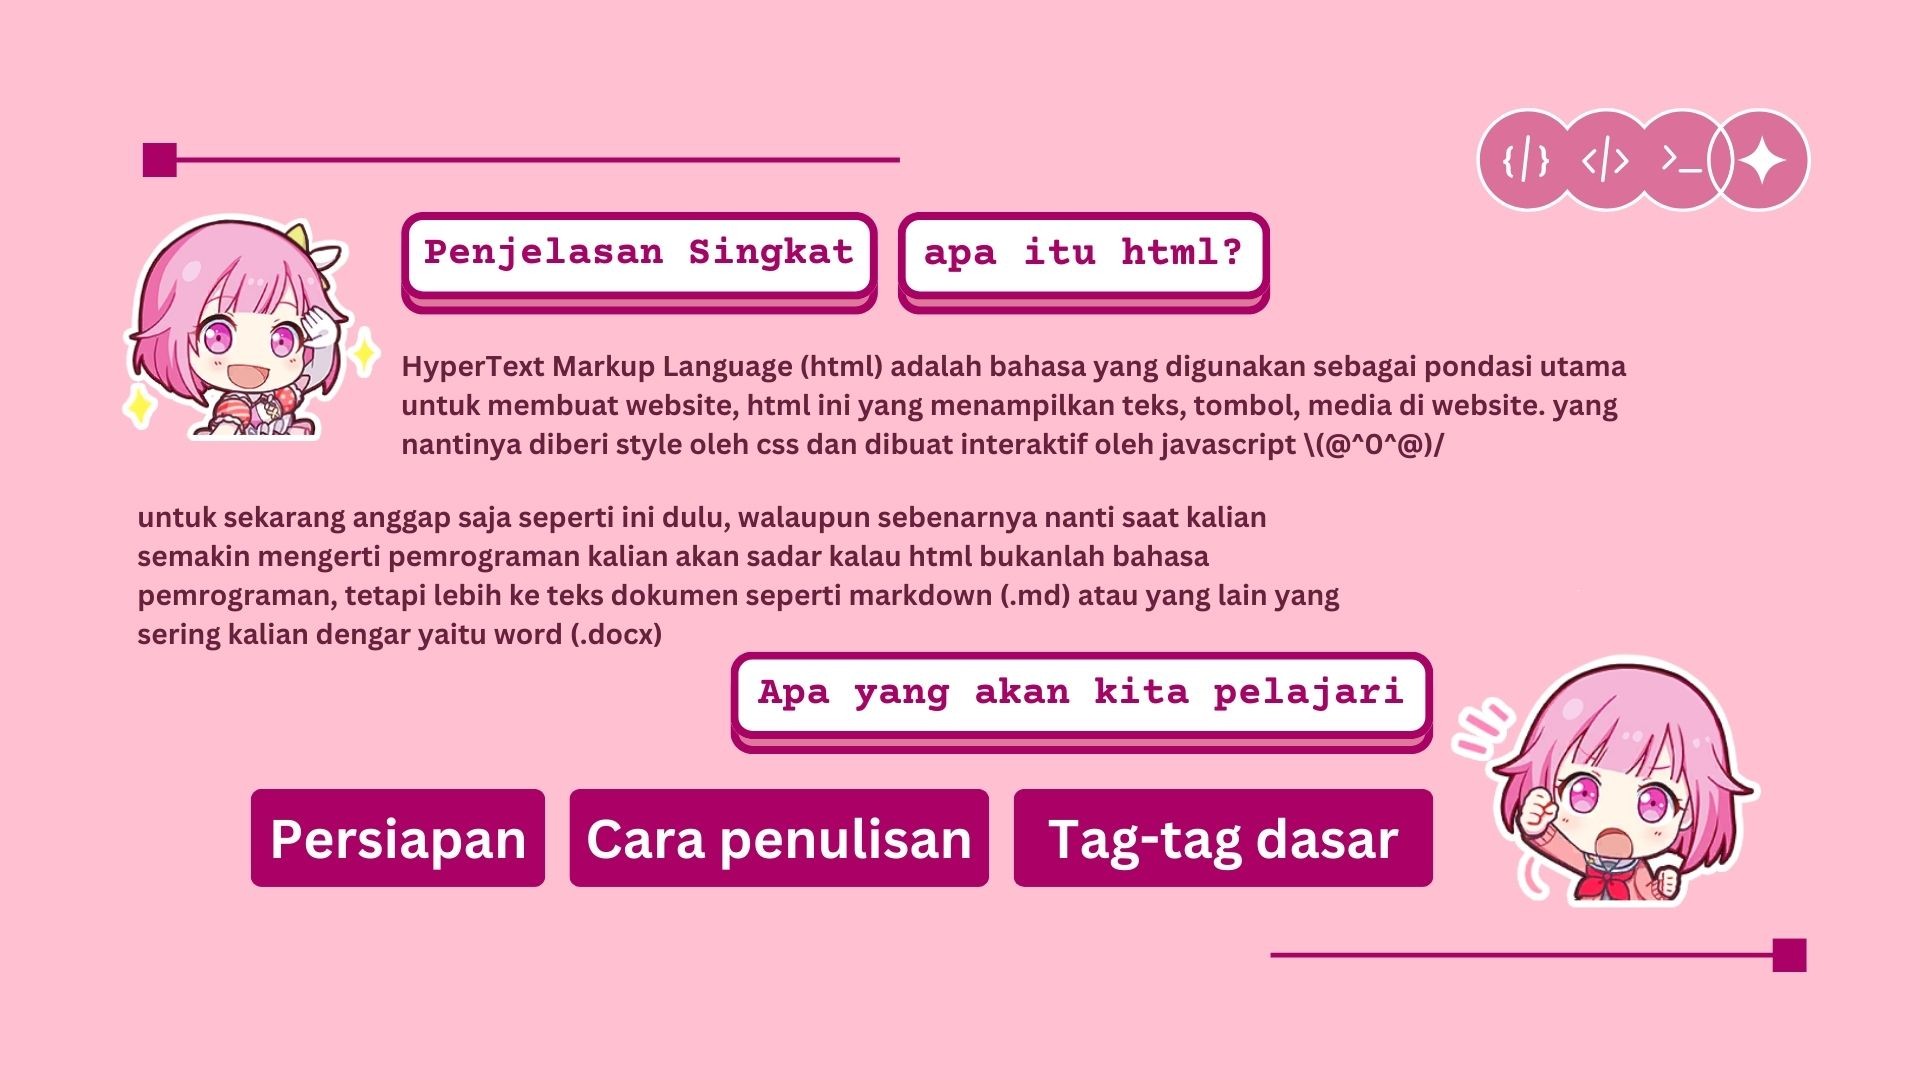 {/} </> >_
Penjelasan Singkat
apa itu html?
HyperText Markup Language (html) adalah bahasa yang digunakan sebagai pondasi utama
untuk membuat website, html ini yang menampilkan teks, tombol, media di website. yang
nantinya diberi style oleh css dan dibuat interaktif oleh javascript \(@^0^@)/
untuk sekarang anggap saja seperti ini dulu, walaupun sebenarnya nanti saat kalian
semakin mengerti pemrograman kalian akan sadar kalau html bukanlah bahasa
pemrograman, tetapi lebih ke teks dokumen seperti markdown (.md) atau yang lain yang
sering kalian dengar yaitu word (.docx)
Apa yang akan kita pelajari
Persiapan
Cara penulisan
Tag-tag dasar